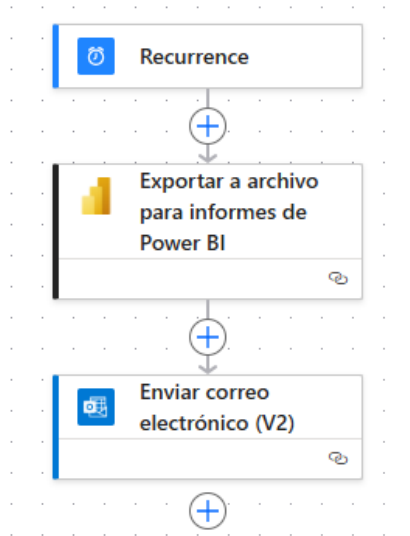 Recurrence
Exportar a archivo
para informes de
Power BI
Enviar correo
electrónico (V2)